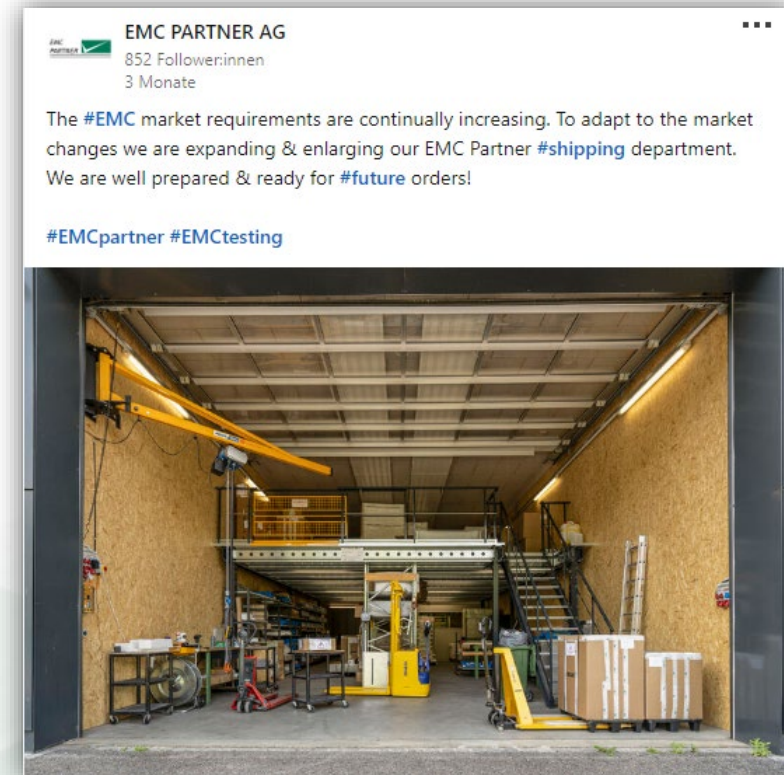 EMC PARTNER AG
EMC
PARTNER
852 Follower:innen
3 Monate
The #EMC market requirements are continually increasing. To adapt to the market
changes we are expanding & enlarging our EMC Partner #shipping department.
We are well prepared & ready for #future orders!
#EMCpartner #EMCtesting